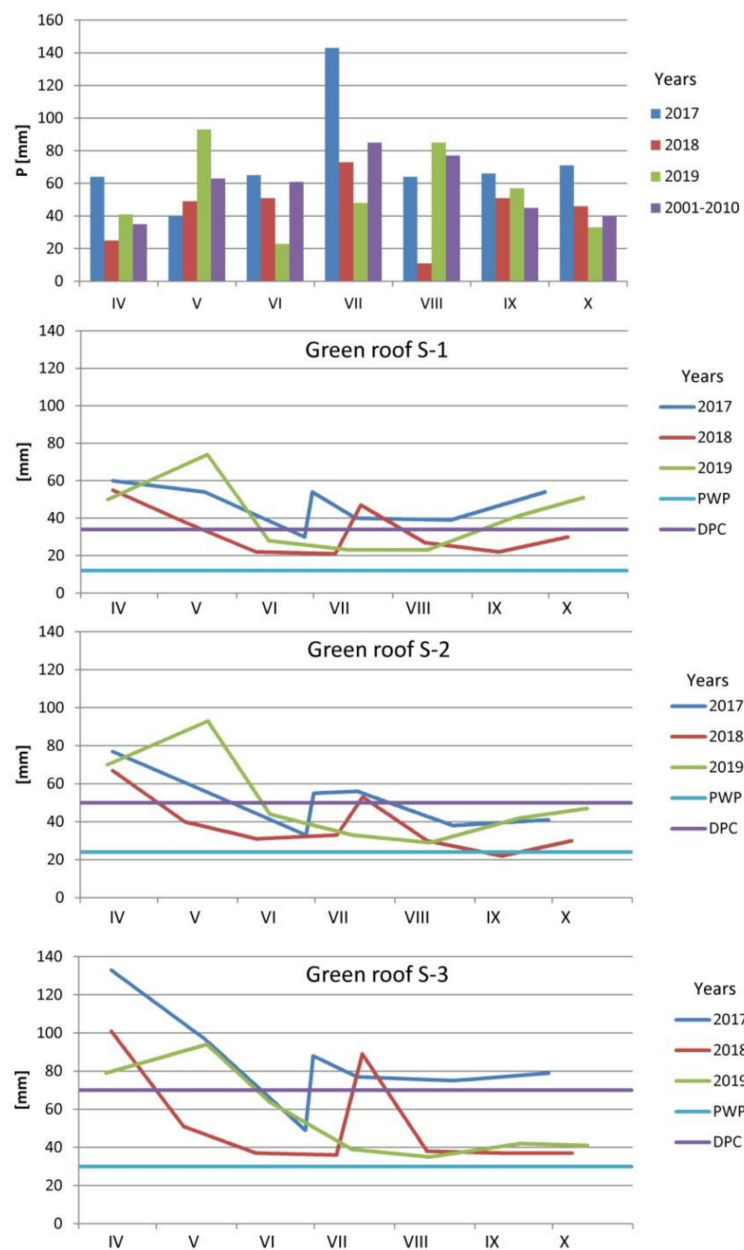 160
140
120
100
80
60
40
20
0
P [mm]
IV V VI VII VIII IX X
Years
2017
2018
2019
2001-2010
Green roof S-1
140
120
100
80
60
40
20
0
[mm]
IV V VI VII VIII IX X
Years
2017
2018
2019
PWP
DPC
Green roof S-2
140
120
100
80
60
40
20
0
[mm]
IV V VI VII VIII IX X
Years
2017
2018
2019
PWP
DPC
Green roof S-3
140
120
100
80
60
40
20
0
[mm]
IV V VI VII VIII IX X
Years
2017
2018
2019
PWP
DPC